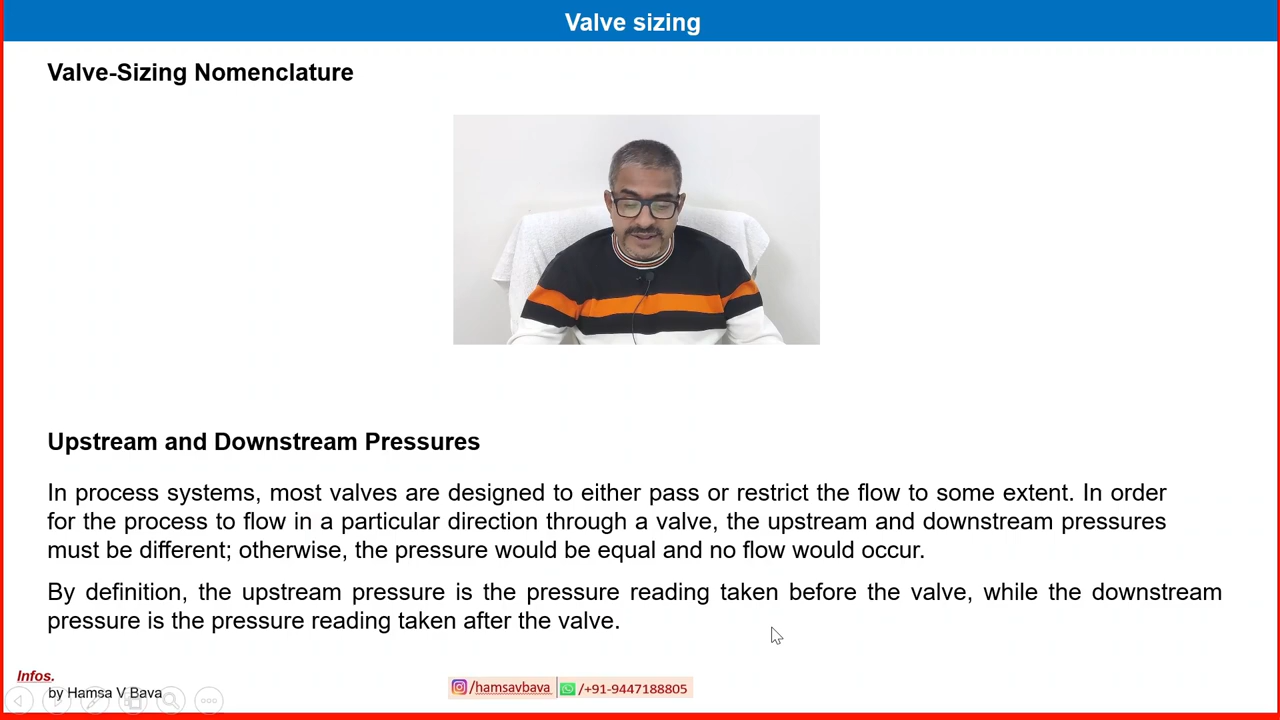 Valve sizing
Valve-Sizing Nomenclature
Upstream and Downstream Pressures
In process systems, most valves are designed to either pass or restrict the flow to some extent. In order
for the process to flow in a particular direction through a valve, the upstream and downstream pressures
must be different; otherwise, the pressure would be equal and no flow would occur.
By definition, the upstream pressure is the pressure reading taken before the valve, while the downstream
pressure is the pressure reading taken after the valve.
Infos.
by Hamsa V Bava
/hamsavbava /+91-9447188805